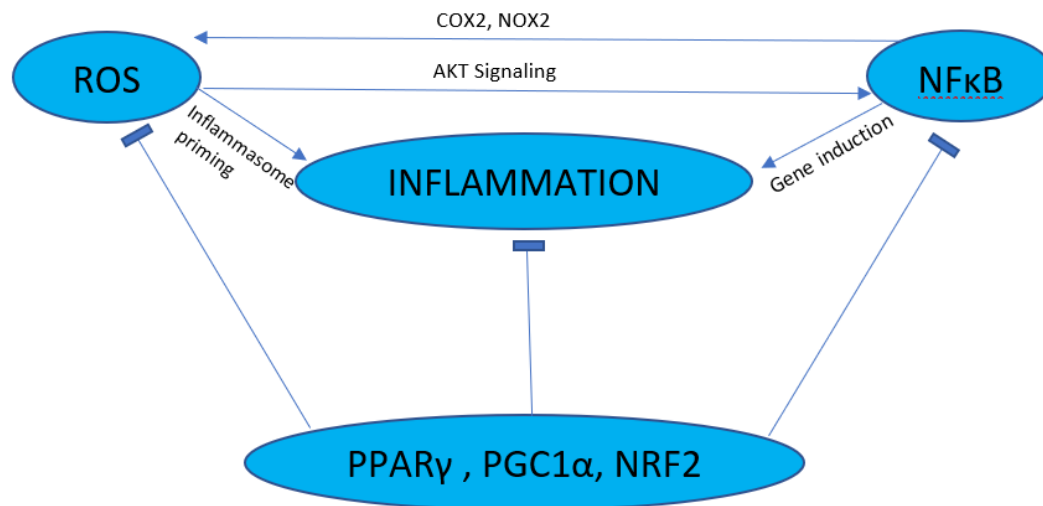 COX2, NOX2
ROS
AKT Signaling
NFκB
Inflammasome
priming
Gene induction
INFLAMMATION
PPARγ , PGC1α, NRF2